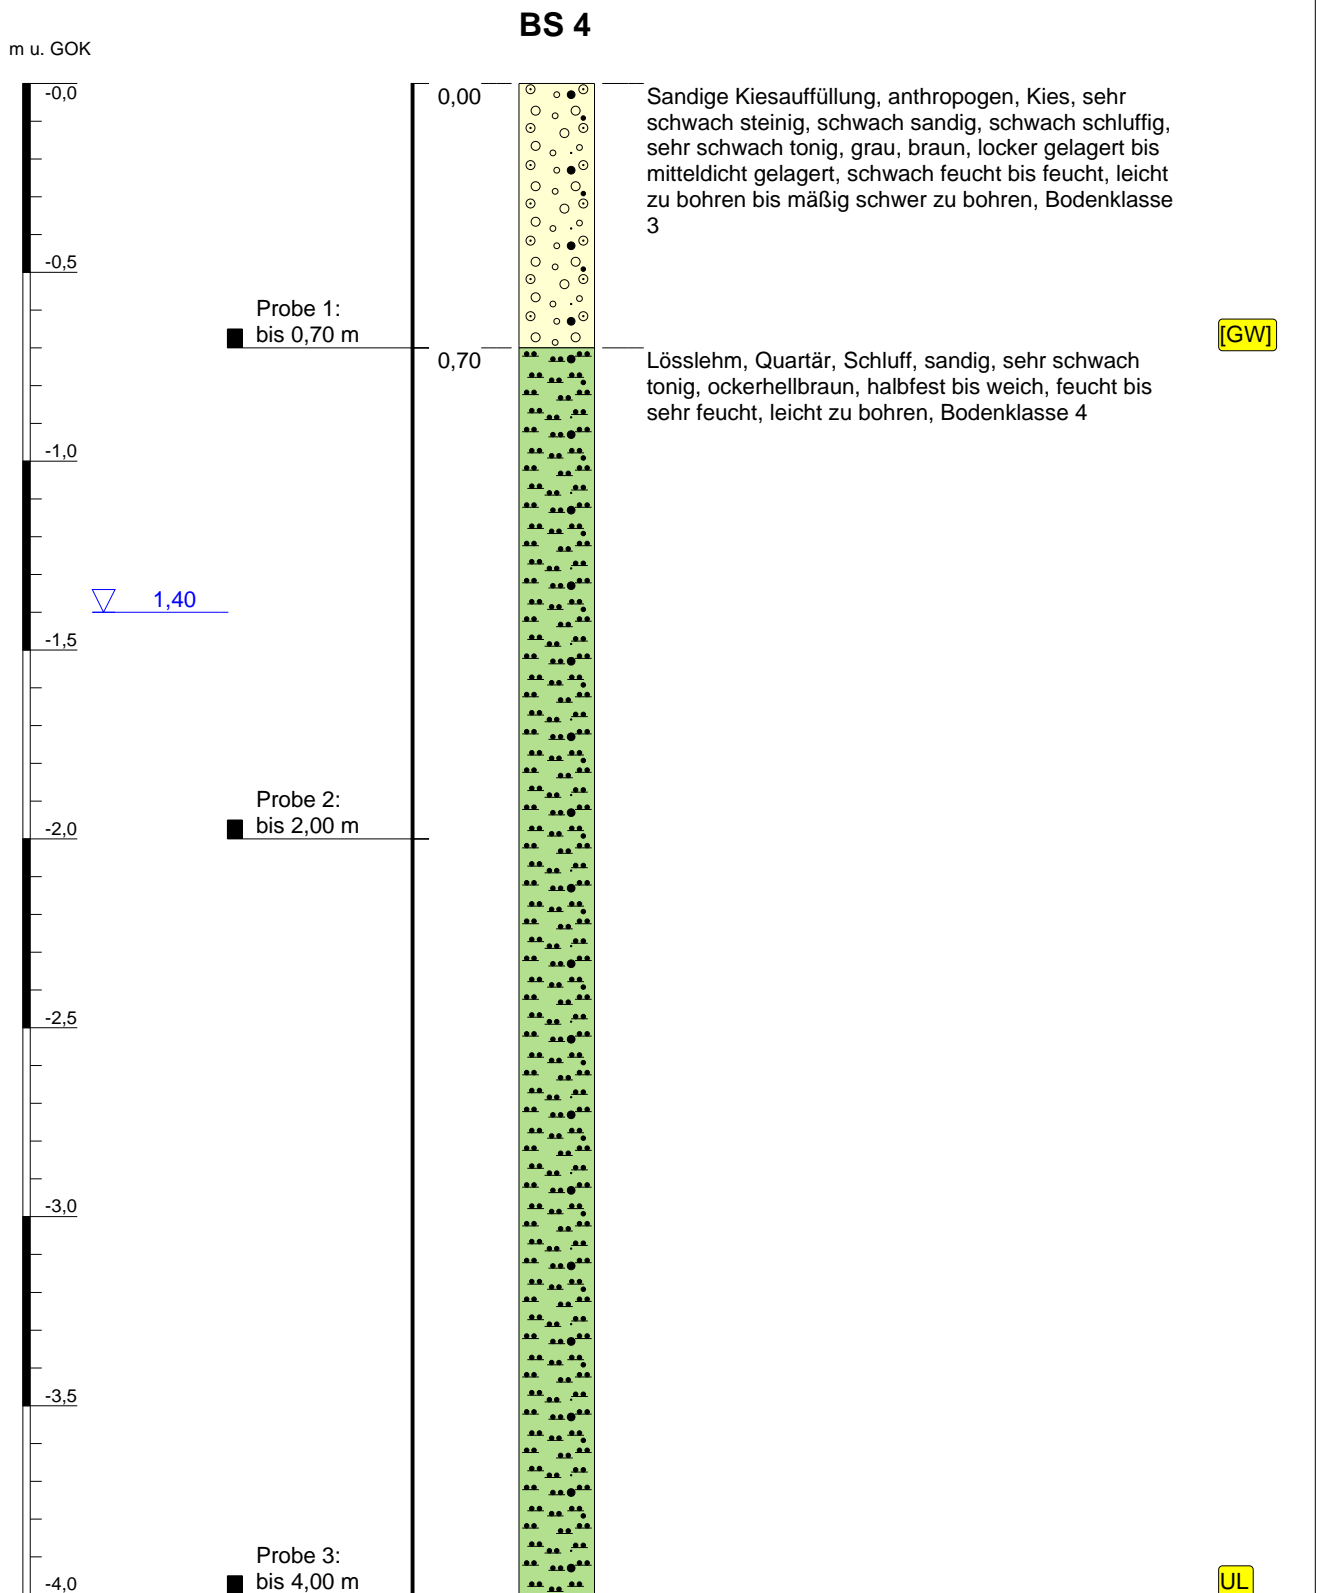 BS 4
m u. GOK
-0,0
0,00
Sandige Kiesauffüllung, anthropogen, Kies, sehr
schwach steinig, schwach sandig, schwach schluffig,
sehr schwach tonig, grau, braun, locker gelagert bis
mitteldicht gelagert, schwach feucht bis feucht, leicht
zu bohren bis mäßig schwer zu bohren, Bodenklasse
3
-0,5
Probe 1:
bis 0,70 m
[GW]
0,70
Lösslehm, Quartär, Schluff, sandig, sehr schwach
tonig, ockerhellbraun, halbfest bis weich, feucht bis
sehr feucht, leicht zu bohren, Bodenklasse 4
-1,0
1,40
-1,5
Probe 2:
bis 2,00 m
-2,0
-2,5
-3,0
-3,5
Probe 3:
bis 4,00 m
-4,0
UL